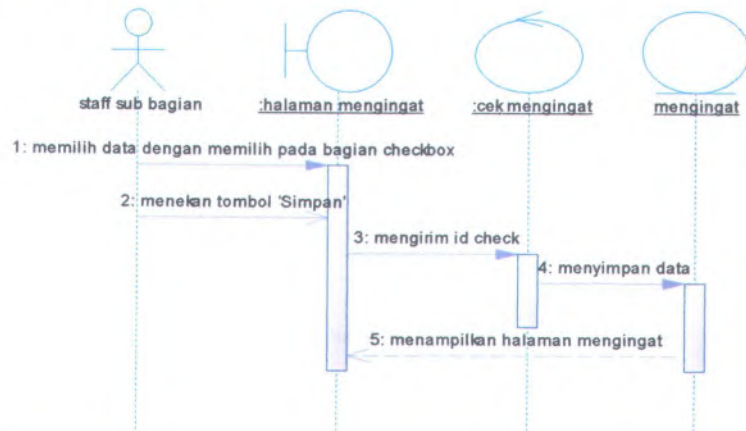 staff sub bagian
:halaman mengingat
:cek mengingat
mengingat
1: memilih data dengan memilih pada bagian checkbox
2: menekan tombol 'Simpan'
3: mengirim id check
4: menyimpan data
5: menampilkan halaman mengingat